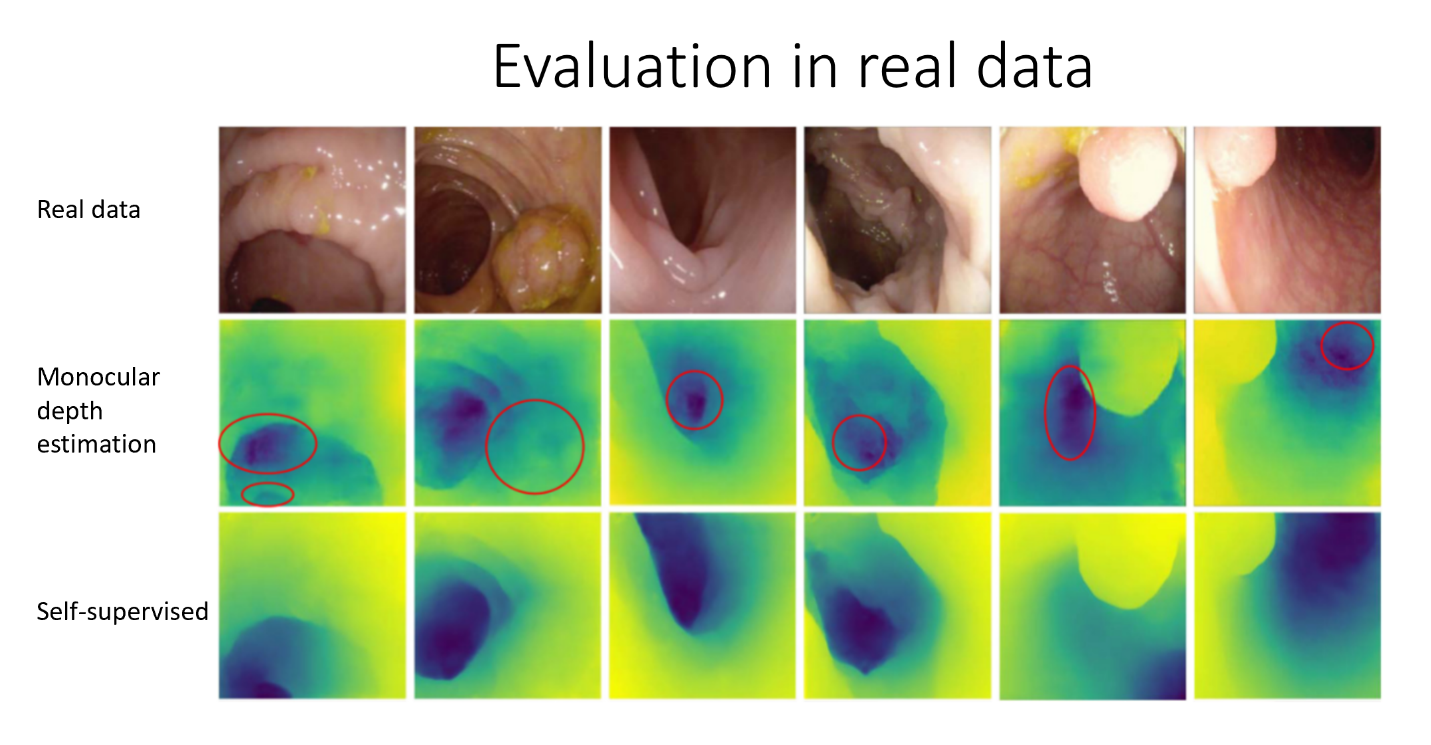 Evaluation in real data
Real data
Monocular
depth
estimation
Self-supervised